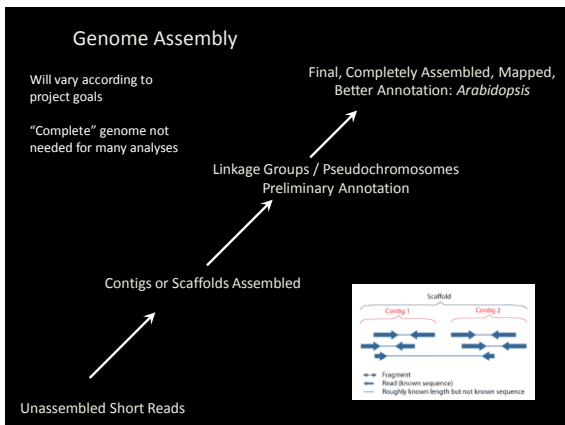 Genome Assembly
Will vary according to
project goals
"Complete" genome not
needed for many analyses
Final, Completely Assembled, Mapped,
Better Annotation: Arabidopsis
Linkage Groups / Pseudochromosomes
Preliminary Annotation
Contigs or Scaffolds Assembled
Unassembled Short Reads
Scaffold
Contig 1
Contig 2
Fragment
Read (known sequence)
Roughly known length but not known sequence